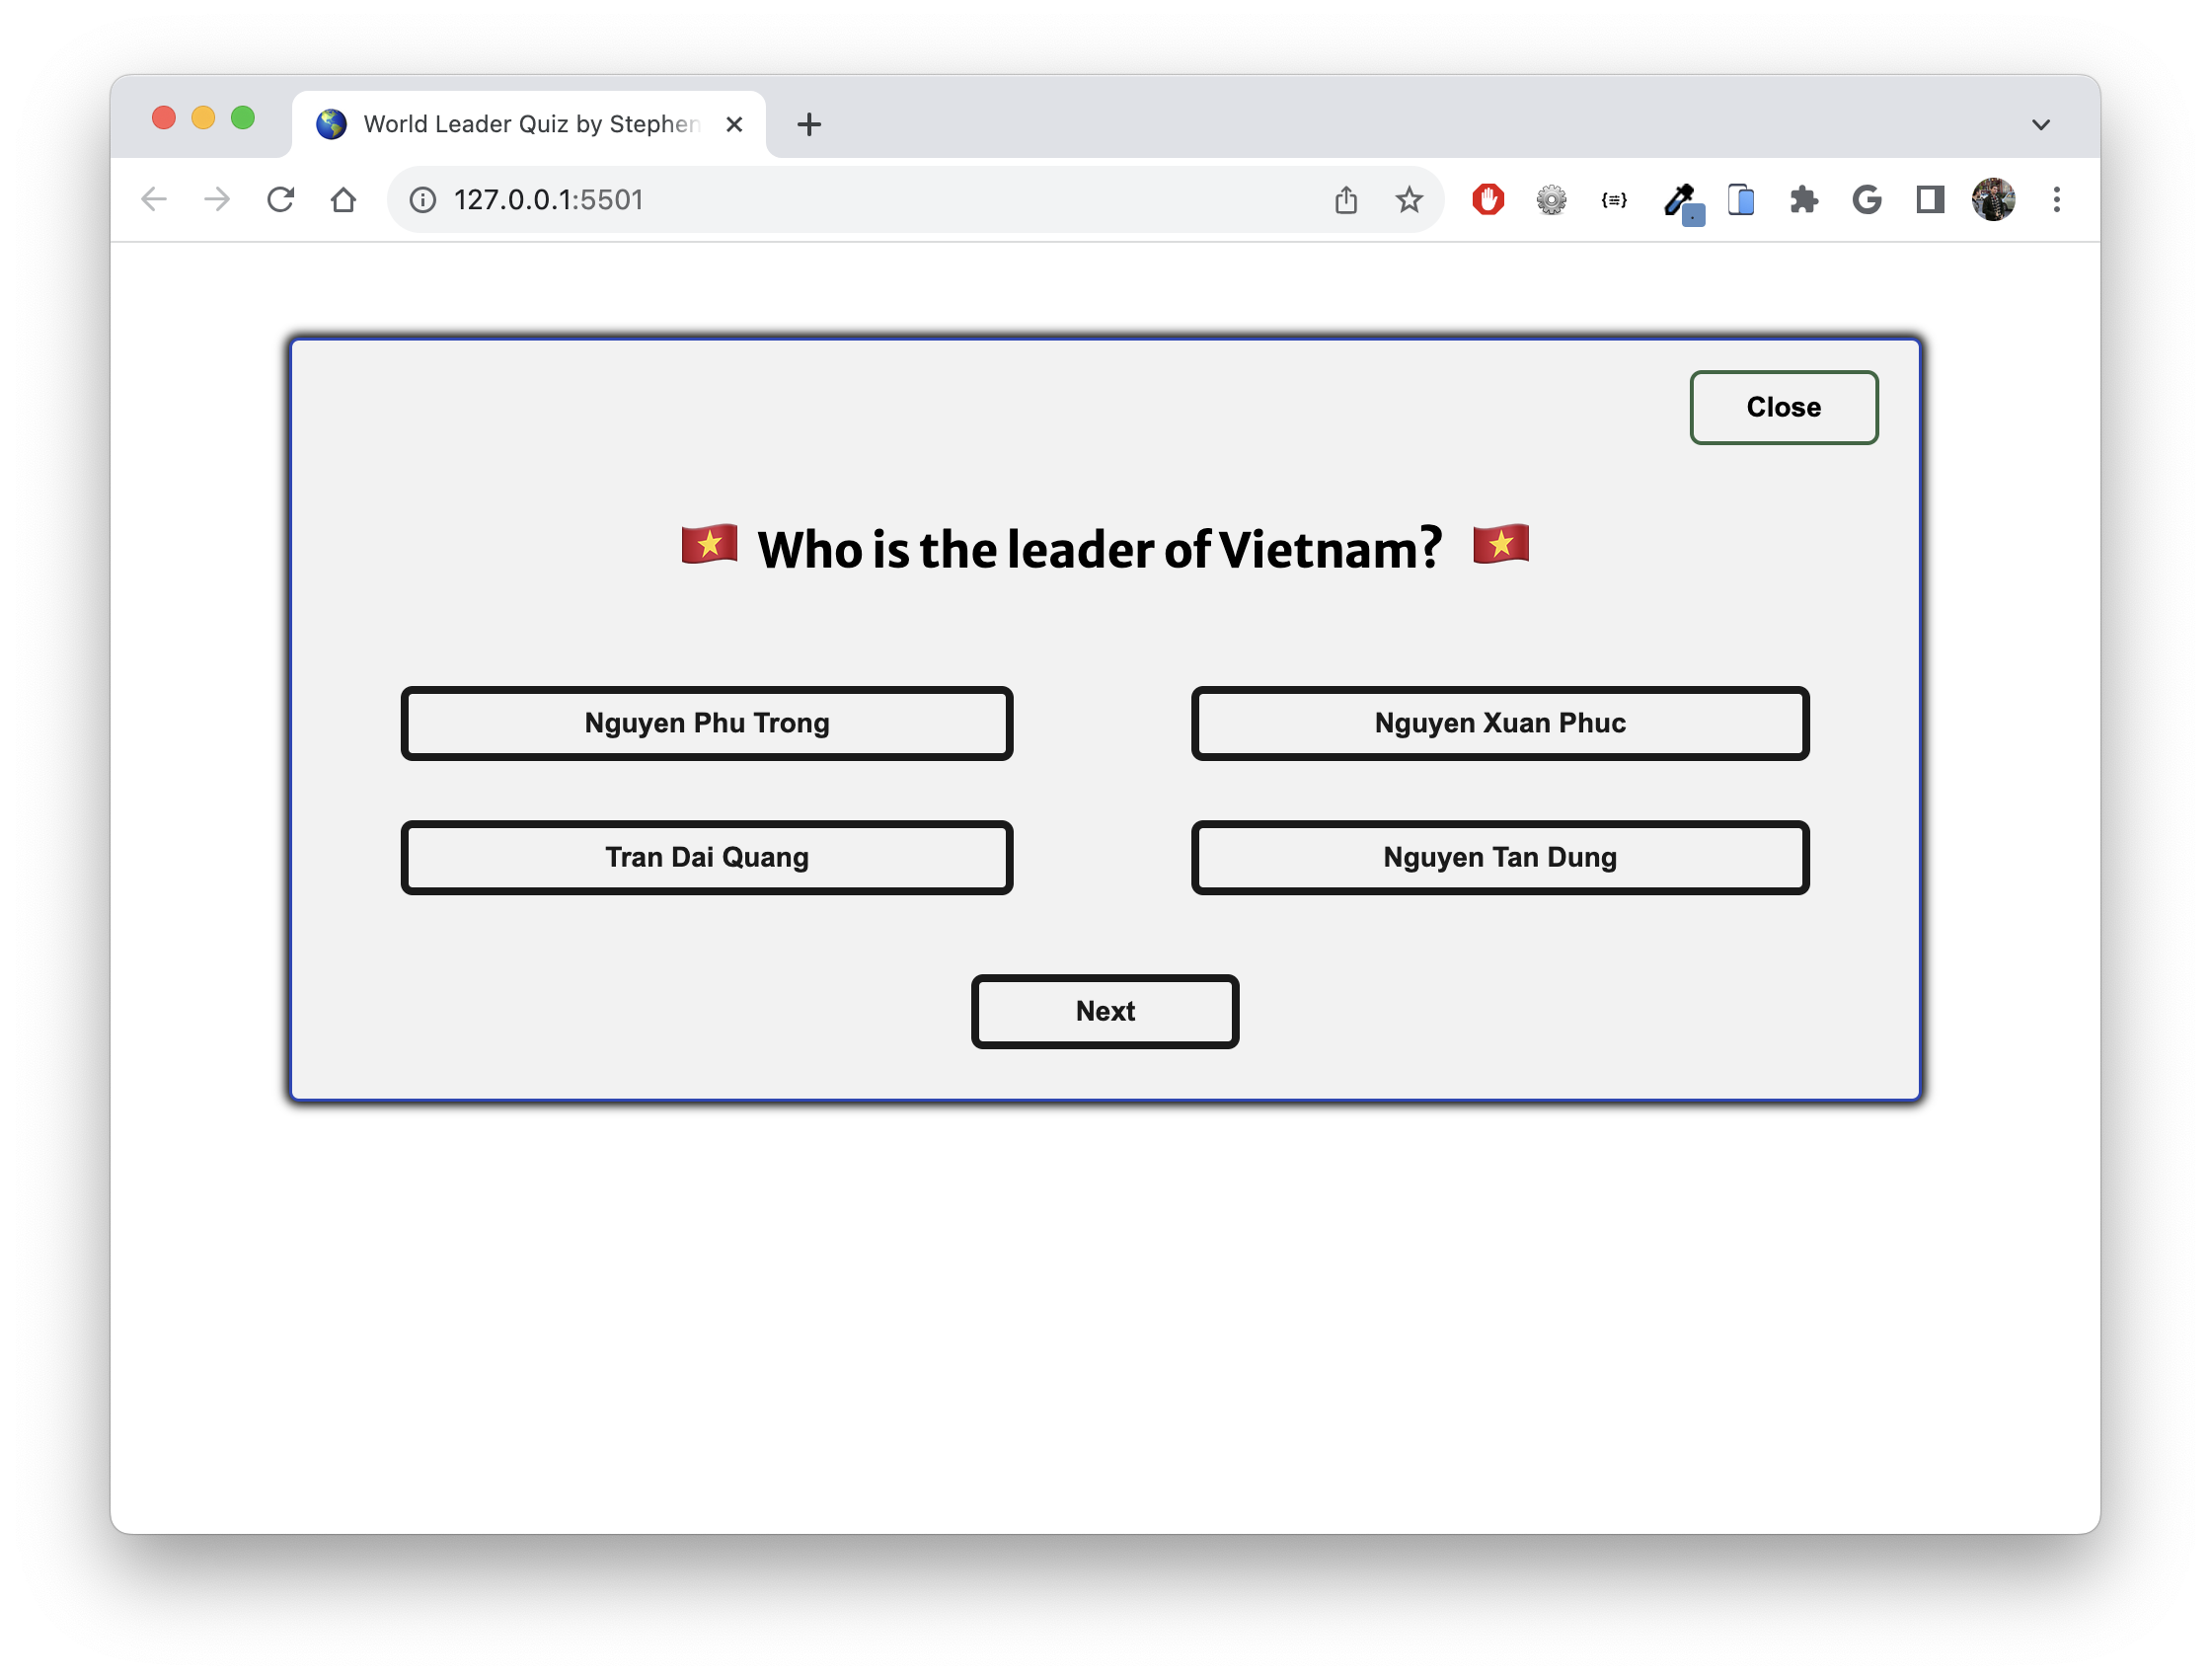 World Leader Quiz by Stephen
127.0.0.1:5501
Close
Who is the leader of Vietnam?
Nguyen Phu Trong
Nguyen Xuan Phuc
Tran Dai Quang
Nguyen Tan Dung
Next